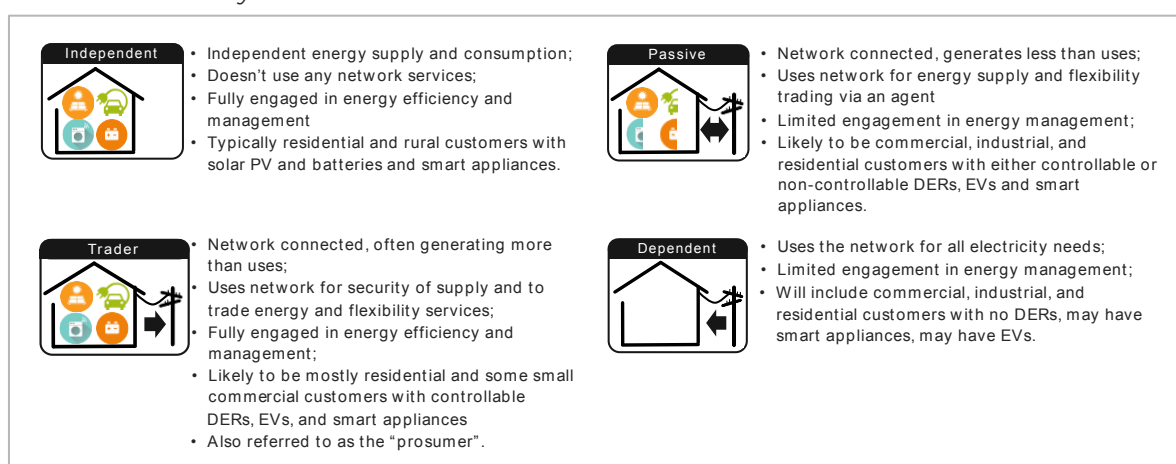 Independent
• Independent energy supply and consumption;
• Doesn't use any network services;
• Fully engaged in energy efficiency and
management
• Typically residential and rural customers with
solar PV and batteries and smart appliances.
Passive
• Network connected, generates less than uses;
• Uses network for energy supply and flexibility
trading via an agent
• Limited engagement in energy management;
• Likely to be commercial, industrial, and
residential customers with either controllable or
non-controllable DERs, EVs and smart
appliances.
Trader
• Network connected, often generating more
than uses;
• Uses network for security of supply and to
trade energy and flexibility services;
• Fully engaged in energy efficiency and
management;
• Likely to be mostly residential and some small
commercial customers with controllable
DERs, EVs, and smart appliances
• Also referred to as the “prosumer”.
Dependent
• Uses the network for all electricity needs;
• Limited engagement in energy management;
• Will include commercial, industrial, and
residential customers with no DERs, may have
smart appliances, may have EVs.